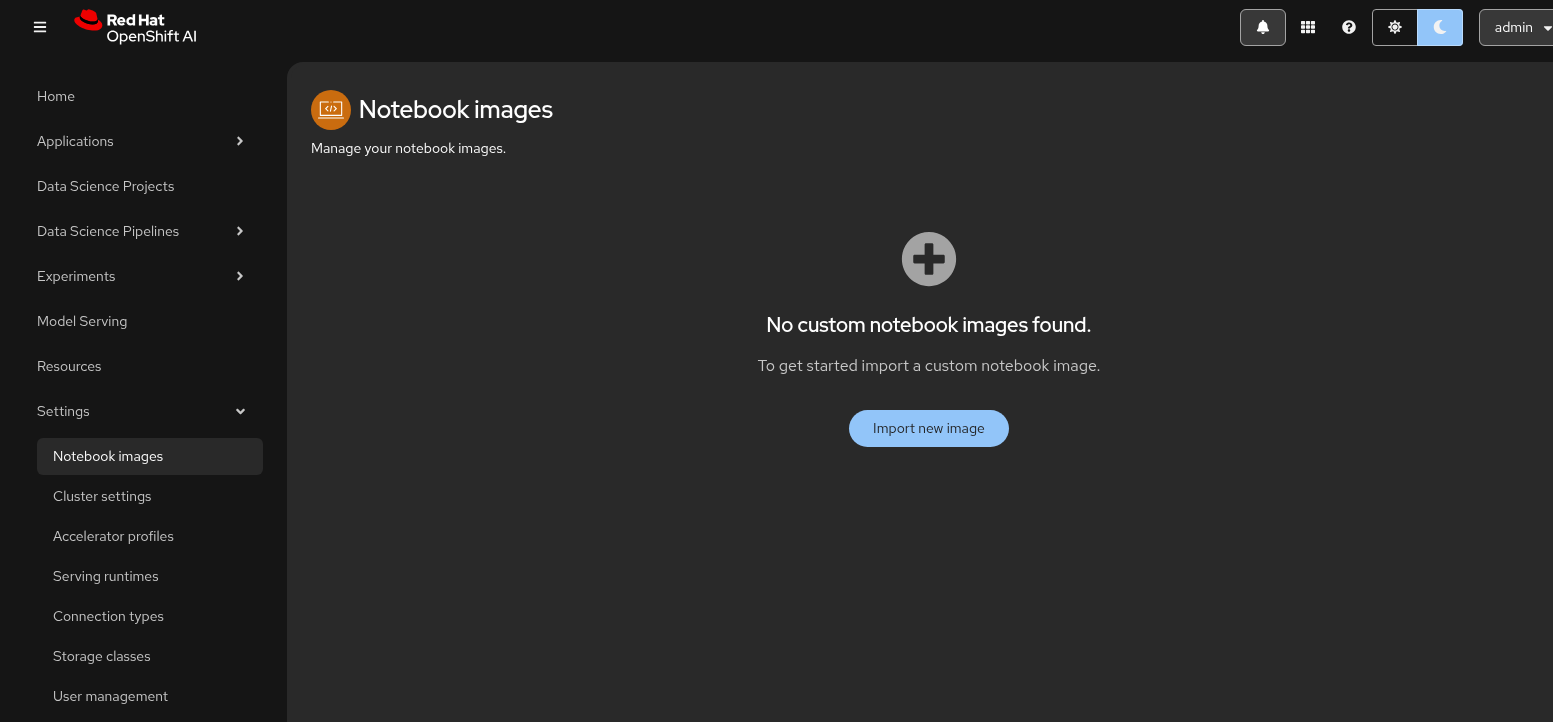 Red Hat
OpenShift AI
admin
Home
Applications
Data Science Projects
Data Science Pipelines
Experiments
Model Serving
Resources
Settings
Notebook images
Cluster settings
Accelerator profiles
Serving runtimes
Connection types
Storage classes
User management
Notebook images
Manage your notebook images.
No custom notebook images found.
To get started import a custom notebook image.
Import new image